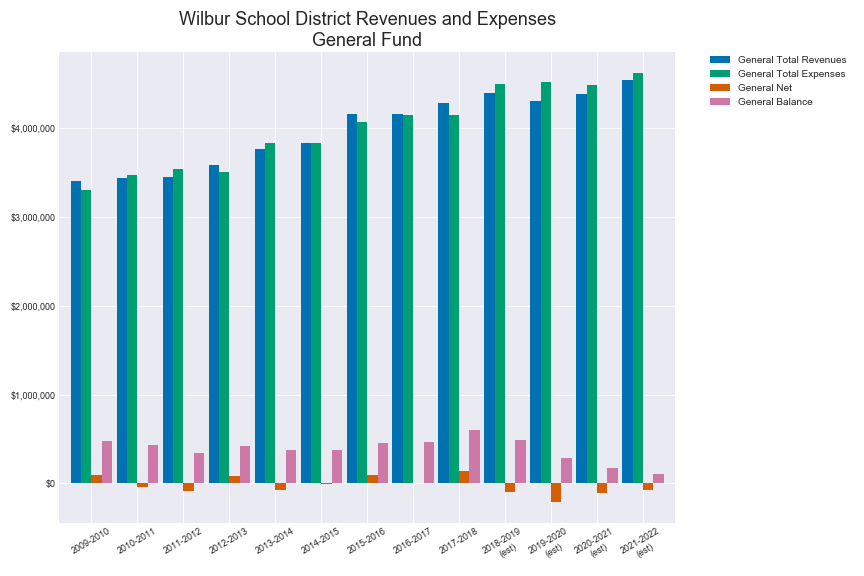 Wilbur School District Revenues and Expenses
General Fund
General Total Revenues
General Total Expenses
General Net
General Balance
$4,000,000
$3,000,000
$2,000,000
$1,000,000
$0
2009-2010
2010-2011
2011-2012
2012-2013
2013-2014
2014-2015
2015-2016
2016-2017
2017-2018
2018-2019
(est)
2019-2020
(est)
2020-2021
(est)
2021-2022
(est)